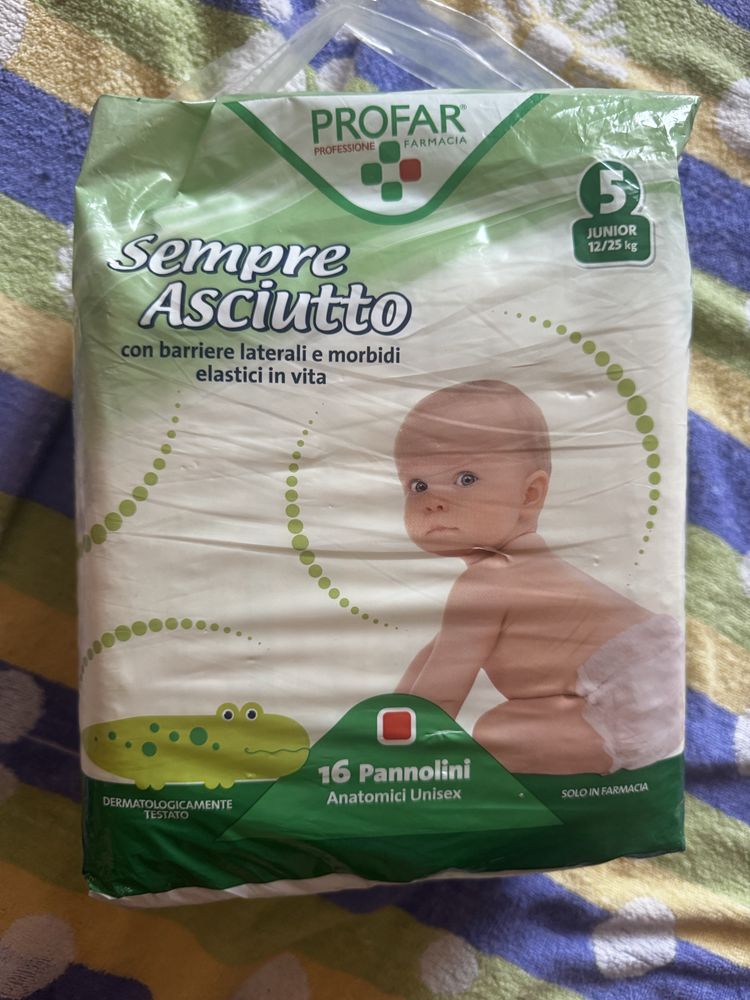 PROFAR®
PROFESSIONE FARMACIA
5
JUNIOR
12/25 kg
Sempre
Asciutto
con barriere laterali e morbidi
elastici in vita
16 Pannolini
Anatomici Unisex
DERMATOLOGICAMENTE
TESTATO
SOLO IN FARMACIA